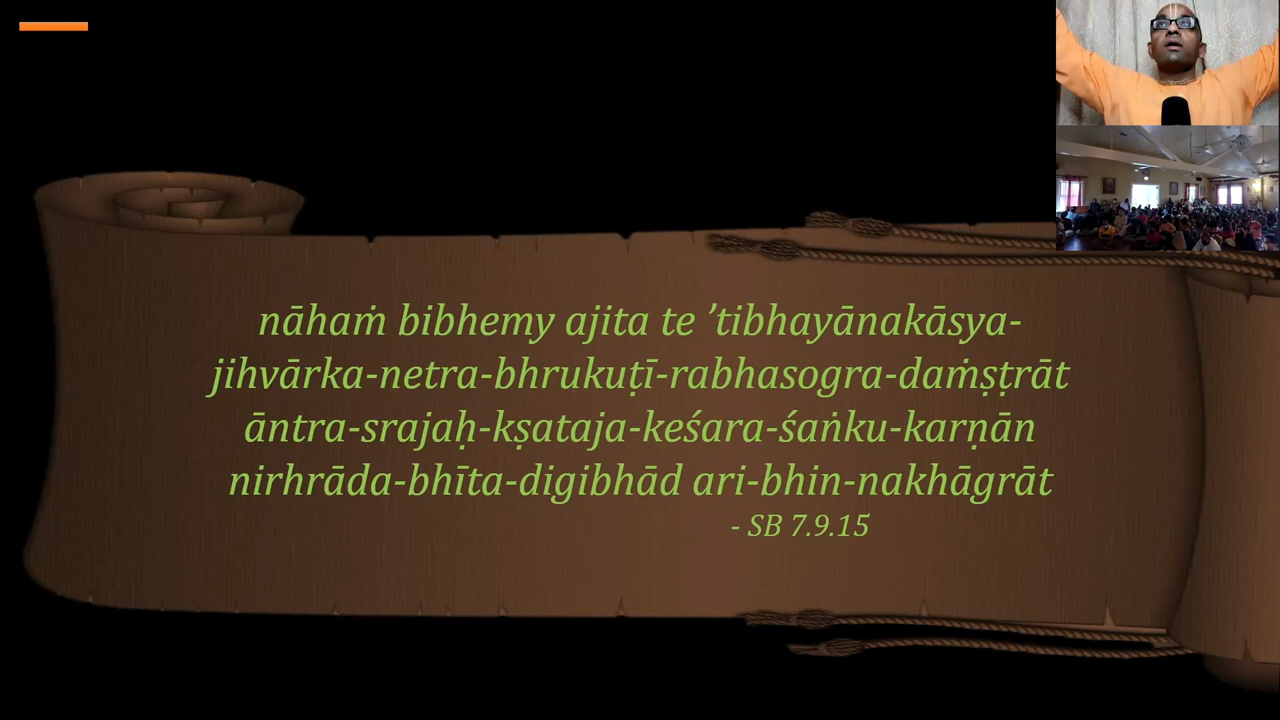 nāhaṁ bibhemy ajita te ’tibhayānakāsya-
jihvārka-netra-bhrukuṭī-rabhasogra-daṁṣṭrāt
āntra-srajaḥ-kṣataja-keśara-śaṅku-karṇān
nirhrāda-bhīta-digibhād ari-bhin-nakhāgrāt
- SB 7.9.15